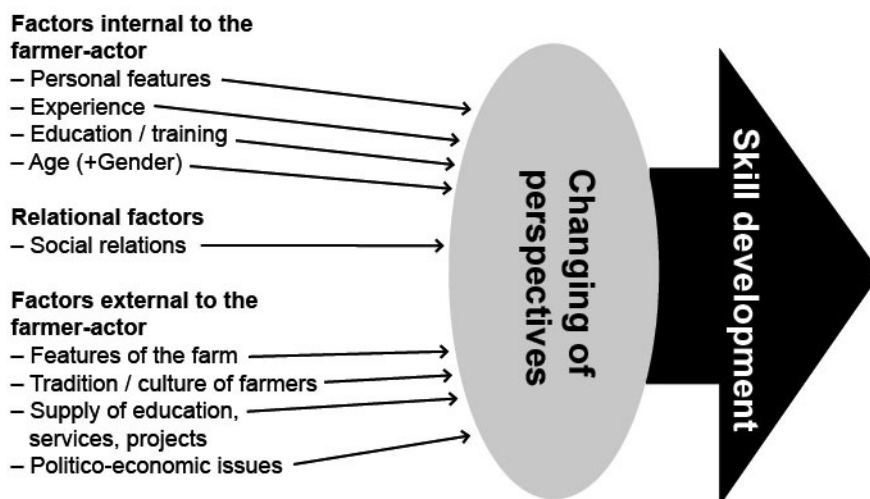 Factors internal to the
farmer-actor
– Personal features
– Experience
– Education / training
– Age (+Gender)
Relational factors
– Social relations
Factors external to the
farmer-actor
– Features of the farm
– Tradition / culture of farmers
– Supply of education,
services, projects
– Politico-economic issues
Changing of
perspectives
Skill development